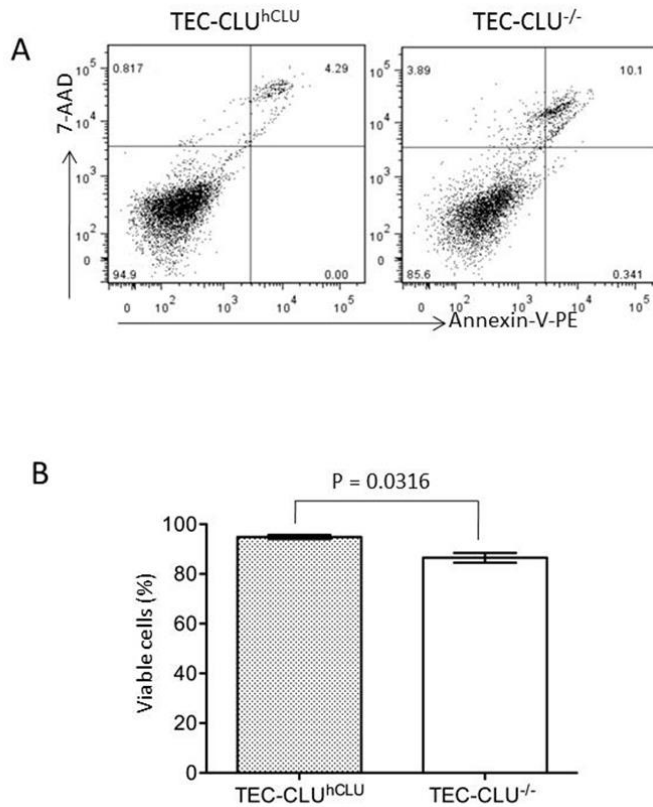 TEC-CLU^hCLU TEC-CLU^-/-
A
7-AAD
0.817 4.29
10^5
10^4
10^3
10^2
0
94.9 0.00
0 10^2 10^3 10^4 10^5
3.89 10.1
10^5
10^4
10^3
10^2
0
85.6 0.341
0 10^2 10^3 10^4 10^5
Annexin-V-PE
B
P = 0.0316
Viable cells (%)
100
80
60
40
20
0
TEC-CLU^hCLU TEC-CLU^-/-